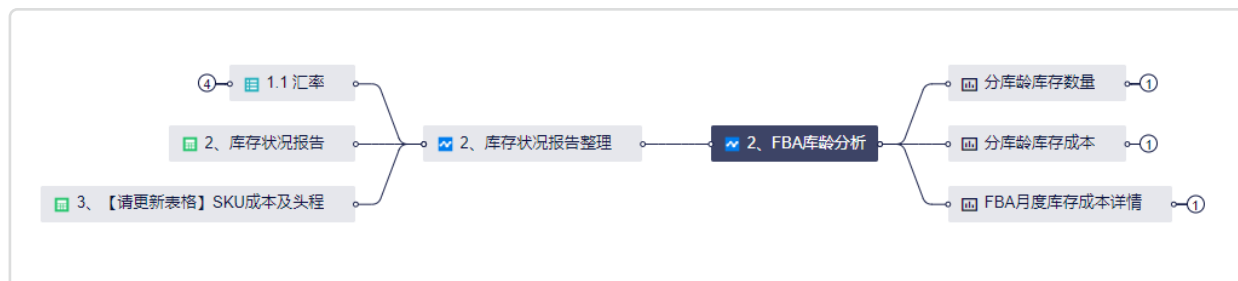 ④
1.1 汇率
2、库存状况报告
3、【请更新表格】SKU成本及头程
2、库存状况报告整理
2、FBA库龄分析
分库龄库存数量
①
分库龄库存成本
①
FBA月度库存成本详情
①